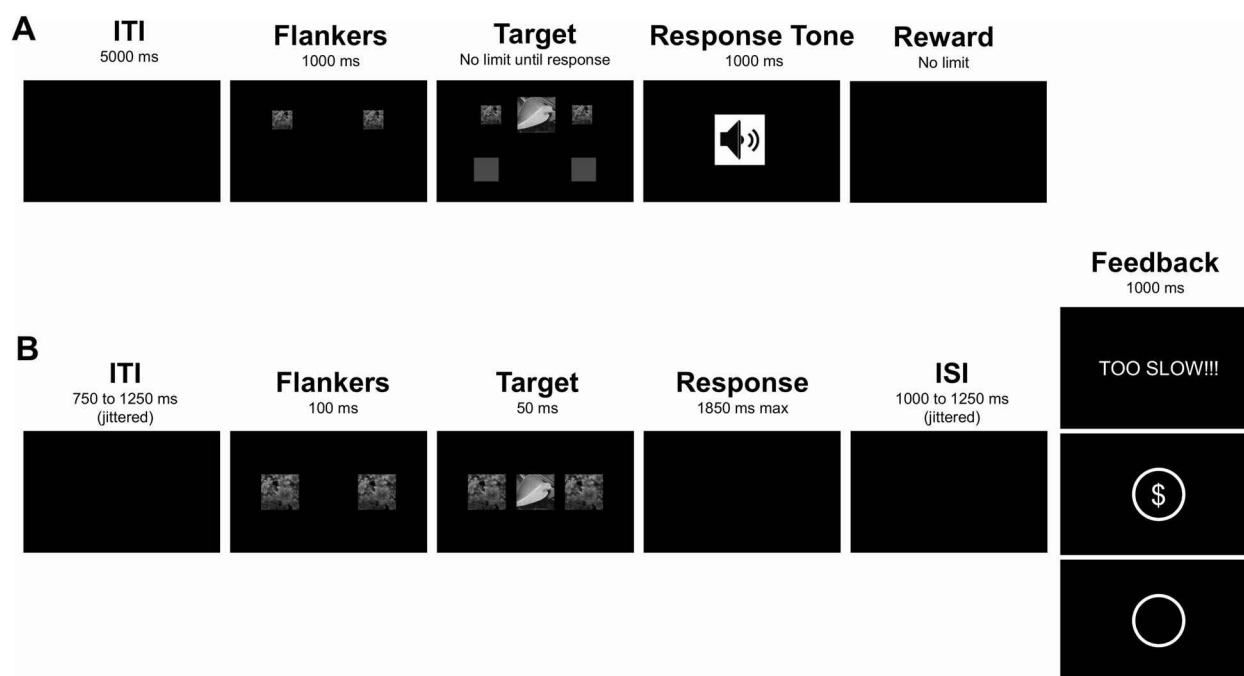 A
ITI
5000 ms
Flankers
1000 ms
Target
No limit until response
Response Tone
1000 ms
Reward
No limit
B
ITI
750 to 1250 ms
(jittered)
Flankers
100 ms
Target
50 ms
Response
1850 ms max
ISI
1000 to 1250 ms
(jittered)
Feedback
1000 ms
TOO SLOW!!!
$